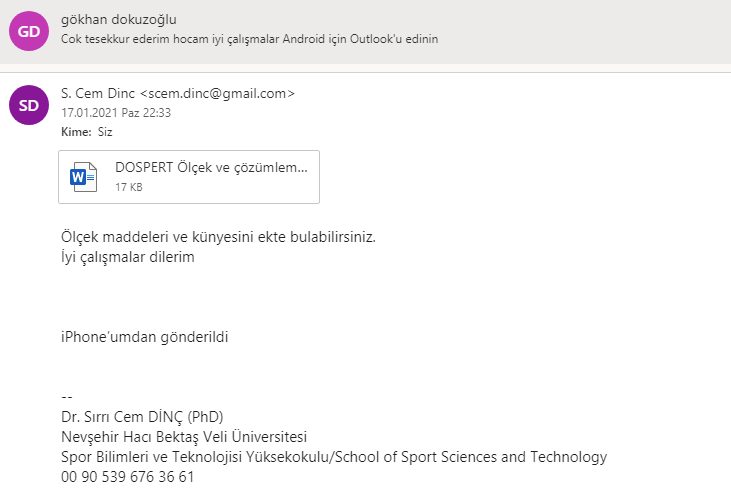 GD
gökhan dokuzoğlu
Cok tesekkur ederim hocam iyi çalışmalar Android için Outlook'u edinin
SD
S. Cem Dinc <scem.dinc@gmail.com>
17.01.2021 Paz 22:33
Kime: Siz
DOSPERT Ölçek ve çözümlem...
17 KB
Ölçek maddeleri ve künyesini ekte bulabilirsiniz.
İyi çalışmalar dilerim
iPhone'umdan gönderildi
--
Dr. Sırrı Cem DİNÇ (PhD)
Nevşehir Hacı Bektaş Veli Üniversitesi
Spor Bilimleri ve Teknolojisi Yüksekokulu/School of Sport Sciences and Technology
00 90 539 676 36 61